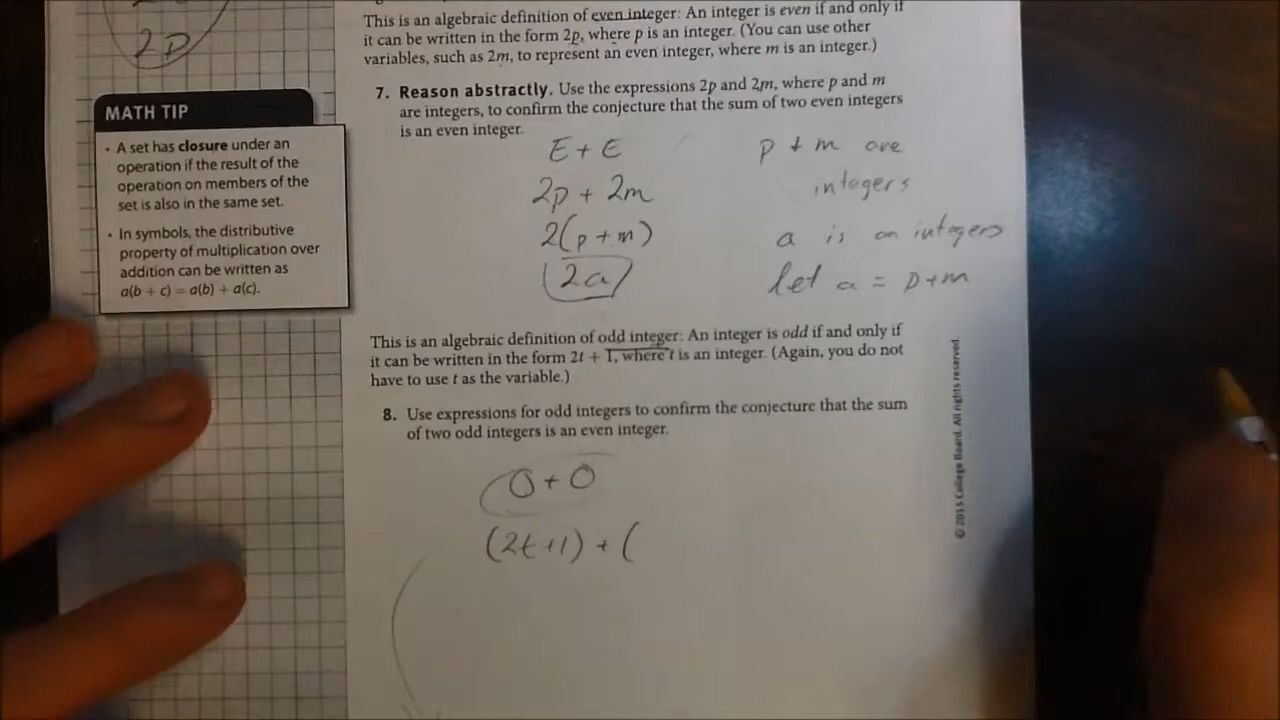 2p
This is an algebraic definition of even integer: An integer is even if and only if
it can be written in the form 2p, where p is an integer. (You can use other
variables, such as 2m, to represent an even integer, where m is an integer.)
MATH TIP
• A set has closure under an
operation if the result of the
operation on members of the
set is also in the same set.
• In symbols, the distributive
property of multiplication over
addition can be written as
a(b + c) = a(b) + a(c).
7. Reason abstractly. Use the expressions 2p and 2m, where p and m
are integers, to confirm the conjecture that the sum of two even integers
is an even integer.
E + E
2p + 2m
2(p + m)
2a
p + m are
integers
a is an integers
let a = p+m
This is an algebraic definition of odd integer: An integer is odd if and only if
it can be written in the form 2t + 1, where t is an integer. (Again, you do not
have to use t as the variable.)
8. Use expressions for odd integers to confirm the conjecture that the sum
of two odd integers is an even integer.
O + O
(2t+1) + (
© 2015 College Board. All rights reserved.